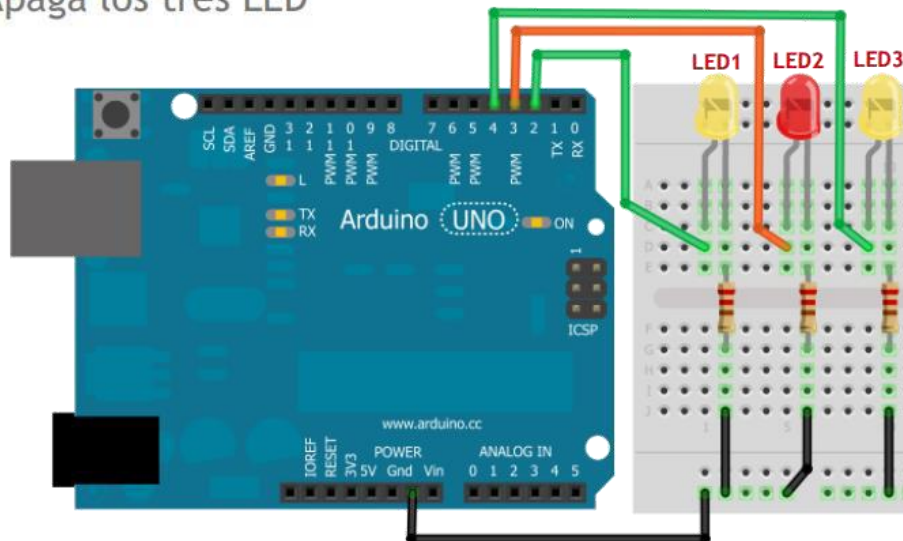 Apaga los tres LED
LED1 LED2 LED3
SCL
SDA
AREF
GND
13
12
PWM 11
PWM 10
PWM 9
8
7
PWM 6
PWM 5
4
PWM 3
2
TX 1
RX 0
DIGITAL
L
TX
RX
Arduino UNO
ON
1
ICSP
www.arduino.cc
POWER
ANALOG IN
IOREF
RESET
3V3
5V Gnd Vin
0 1 2 3 4 5
A
B
C
D
E
F
G
H
I
J
1 5